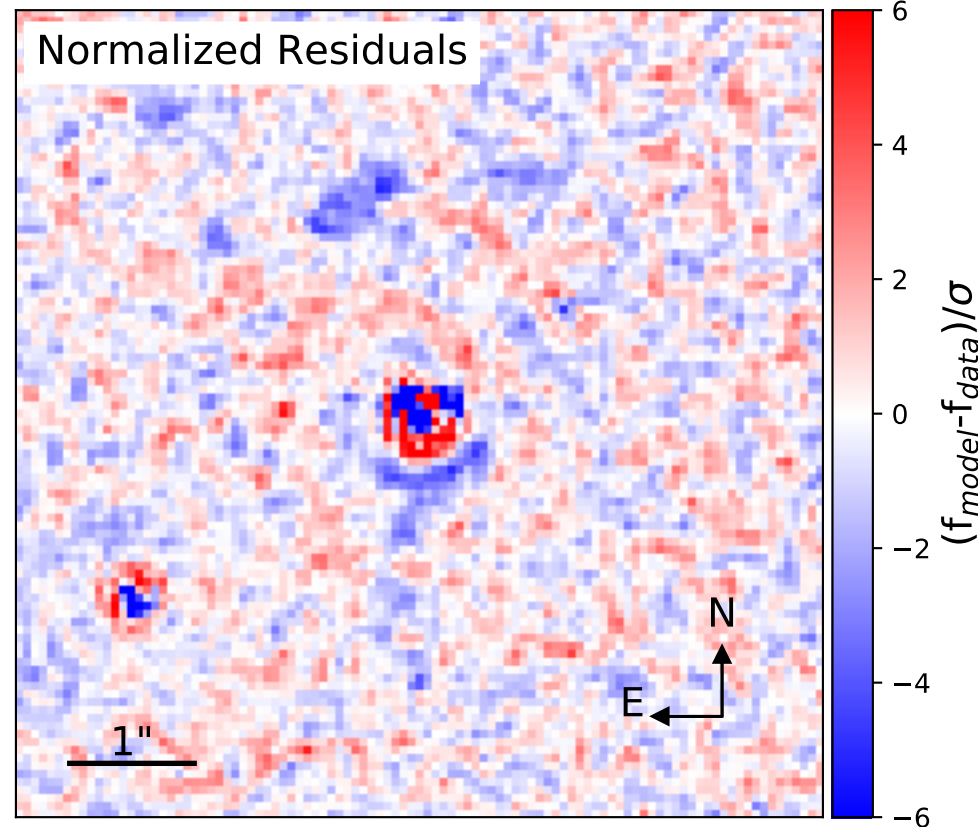 Normalized Residuals
6
4
2
0
−2
−4
−6
(f_model-f_data)/σ
N
E
1"